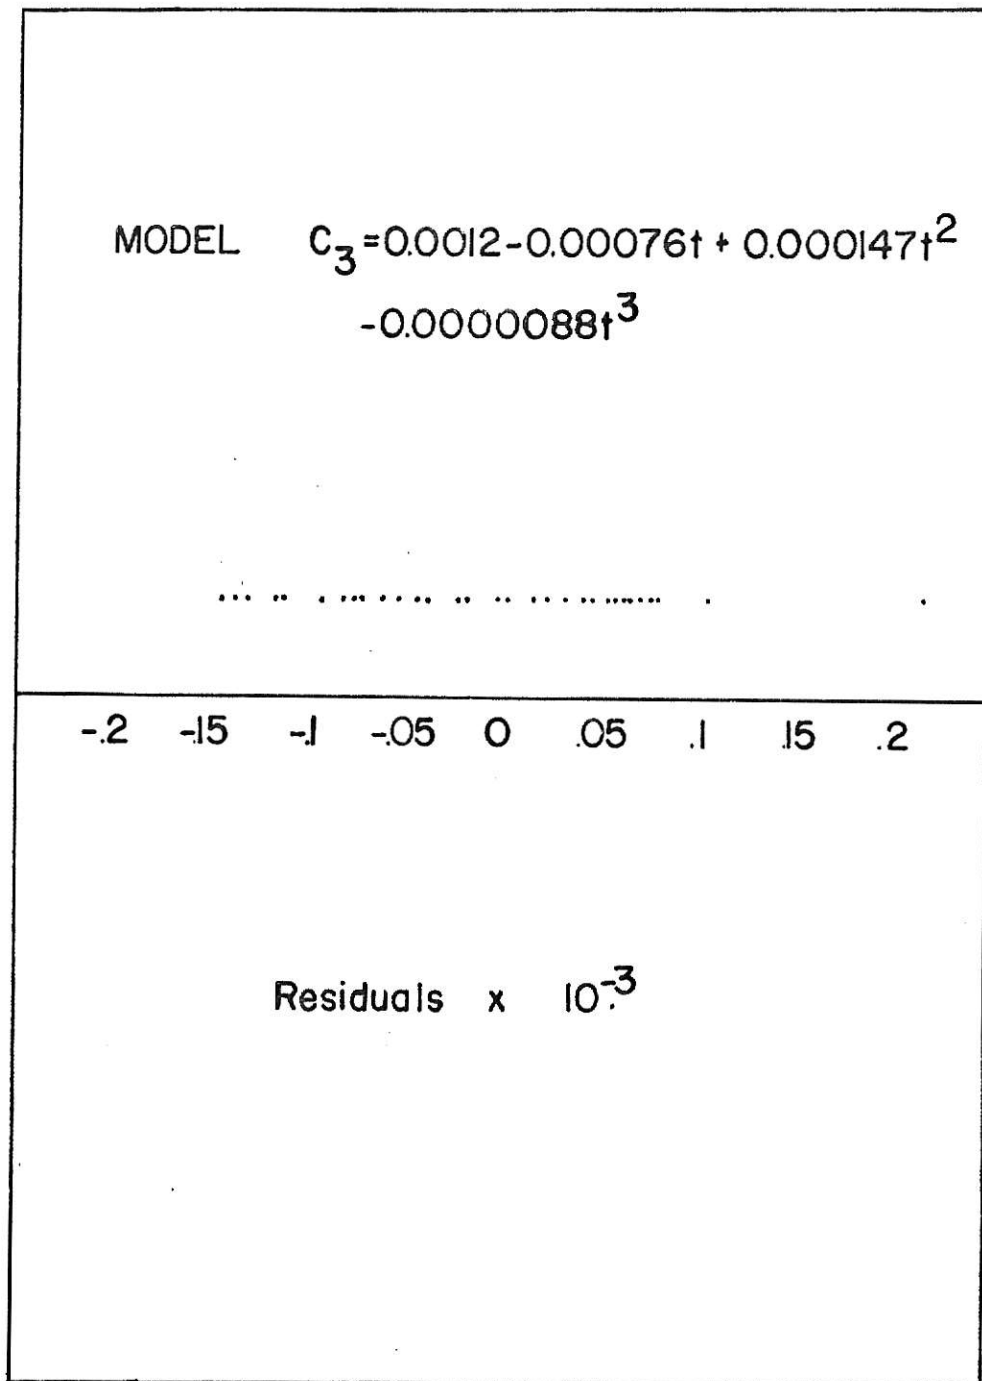 MODEL C₃=0.0012-0.00076t + 0.000147t²
-0.0000088t³
-.2 -.15 -.1 -.05 0 .05 .1 .15 .2
Residuals x 10⁻³